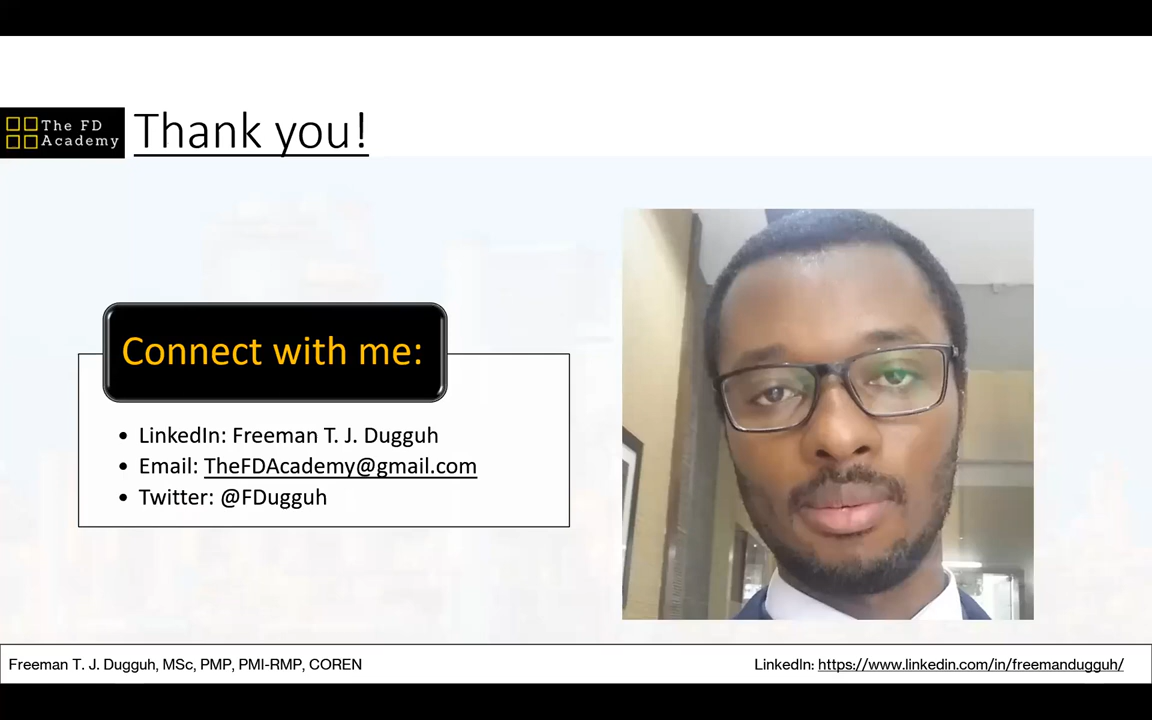 The FD
Academy
Thank you!
Connect with me:
• LinkedIn: Freeman T. J. Dugguh
• Email: TheFDAcademy@gmail.com
• Twitter: @FDugguh
Freeman T. J. Dugguh, MSc, PMP, PMI-RMP, COREN
LinkedIn: https://www.linkedin.com/in/freemandugguh/